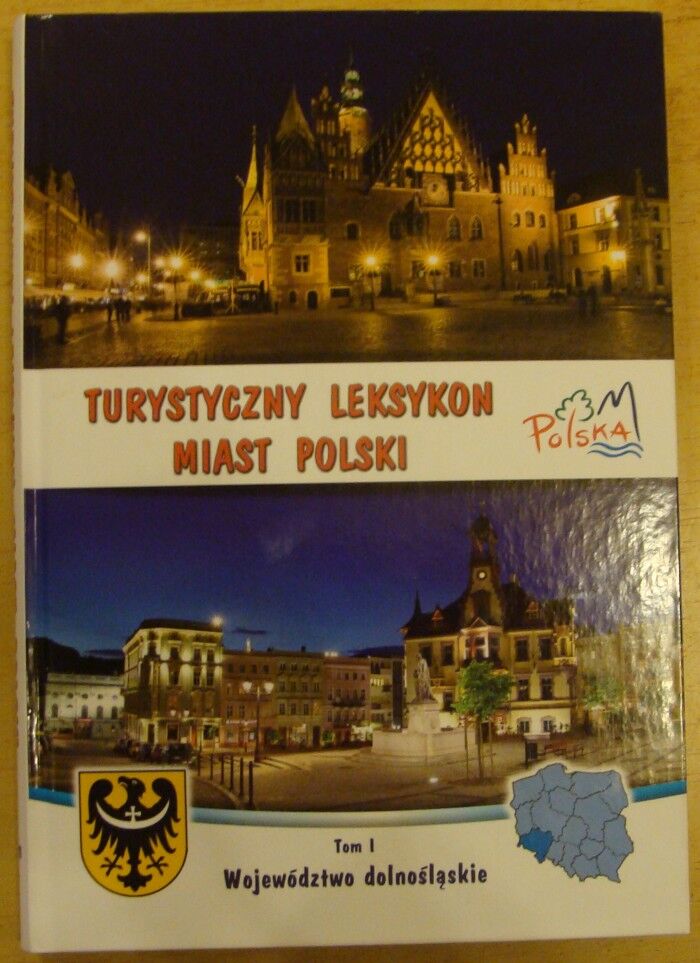 TURYSTYCZNY LEKSYKON
MIAST POLSKI
POLSKA
Tom I
Województwo dolnośląskie